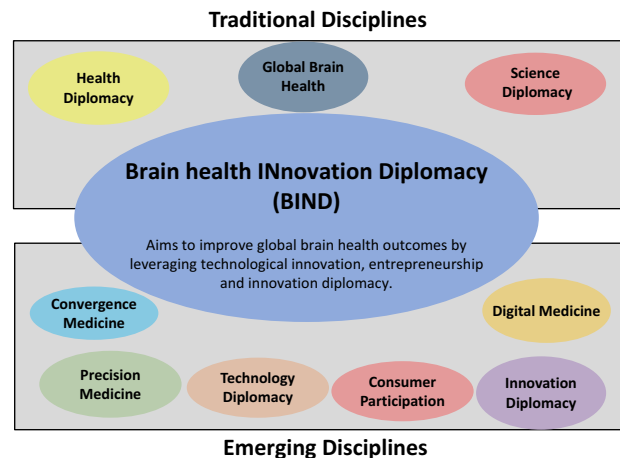 Traditional Disciplines
Health
Diplomacy
Global Brain
Health
Science
Diplomacy
Brain health INnovation Diplomacy
(BIND)
Aims to improve global brain health outcomes by
leveraging technological innovation, entrepreneurship
and innovation diplomacy.
Convergence
Medicine
Digital Medicine
Precision
Medicine
Technology
Diplomacy
Consumer
Participation
Innovation
Diplomacy
Emerging Disciplines